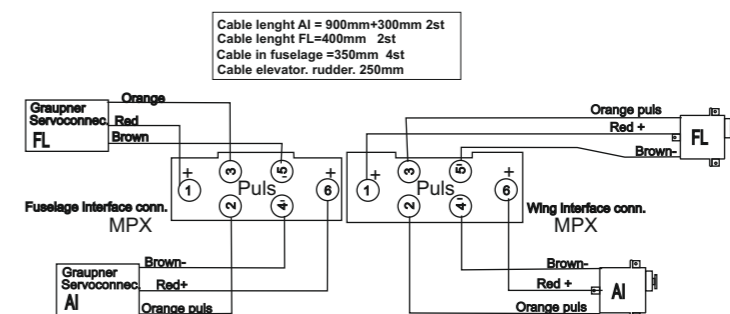 Cable lenght AI = 900mm+300mm 2st
Cable lenght FL=400mm 2st
Cable in fuselage =350mm 4st
Cable elevator. rudder. 250mm
Orange
Graupner
Servoconnec.
FL
Red
Brown
Orange puls
Red +
Brown-
FL
+
1
3
5
-
+
6
Puls
2
4
-
Fuselage Interface conn.
MPX
+
1
3
5
-
+
6
Puls
2
4
-
Wing Interface conn.
MPX
Graupner
Servoconnec.
AI
Brown-
Red+
Orange puls
Brown-
Red +
Orange puls
AI